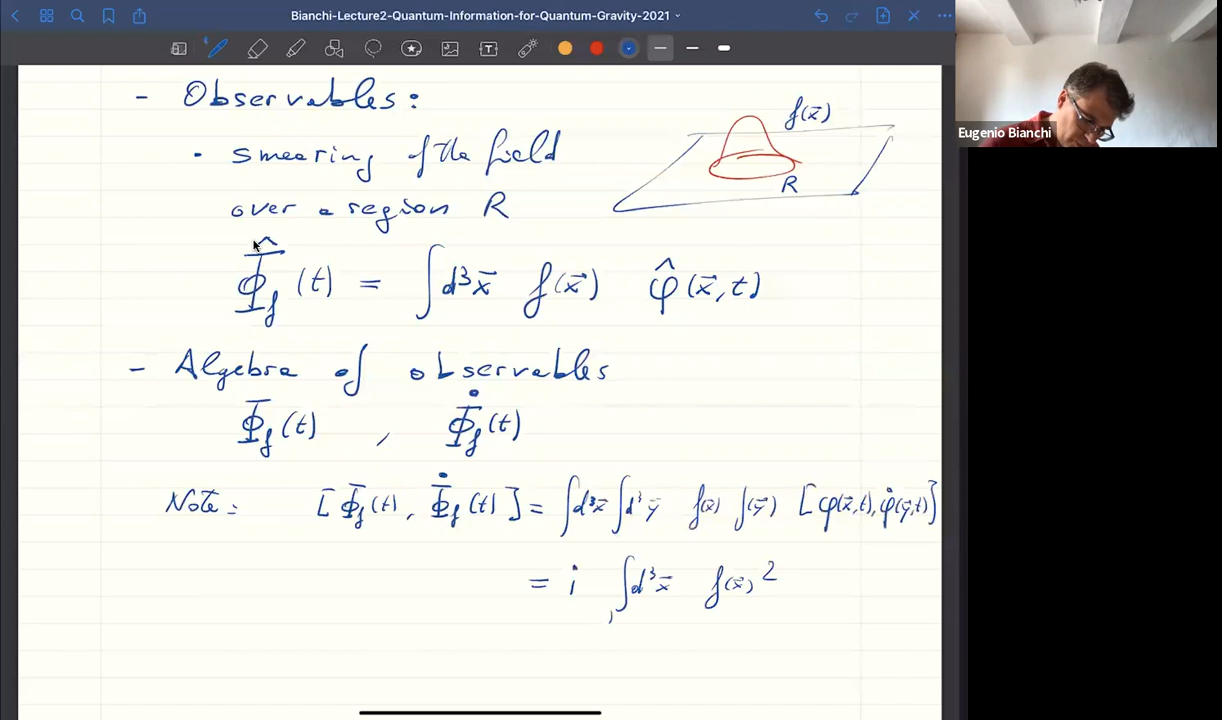 Bianchi-Lecture2-Quantum-Information-for-Quantum-Gravity-2021
Eugenio Bianchi
- Observables:
f(x⃗)
• smearing of the field
over a region R
R
Φ̂_f (t) = ∫d³x⃗ f(x⃗) φ̂(x⃗,t)
- Algebra of observables
Φ_f(t) , Φ̇_f(t)
Note: [Φ_f(t), Φ̇_f(t)] = ∫d³x⃗ ∫d³y⃗ f(x⃗) f(y⃗) [φ(x⃗,t), φ̇(y⃗,t)]
= i ∫d³x⃗ f(x⃗)²